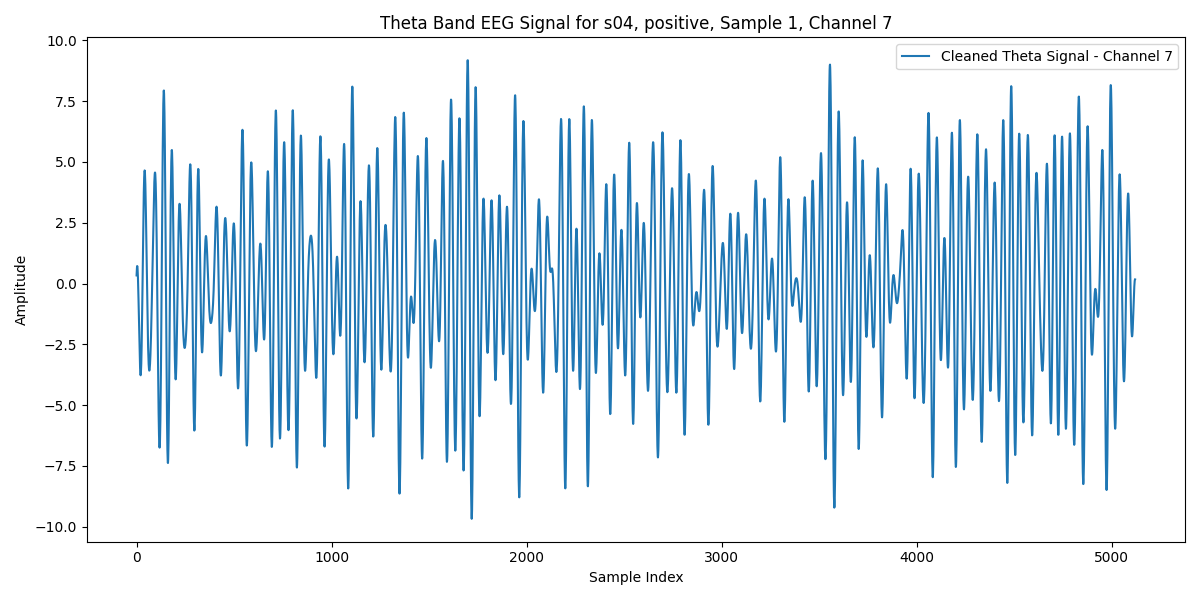 Theta Band EEG Signal for s04, positive, Sample 1, Channel 7
Cleaned Theta Signal - Channel 7
Amplitude
10.0
7.5
5.0
2.5
0.0
−2.5
−5.0
−7.5
−10.0
0 1000 2000 3000 4000 5000
Sample Index